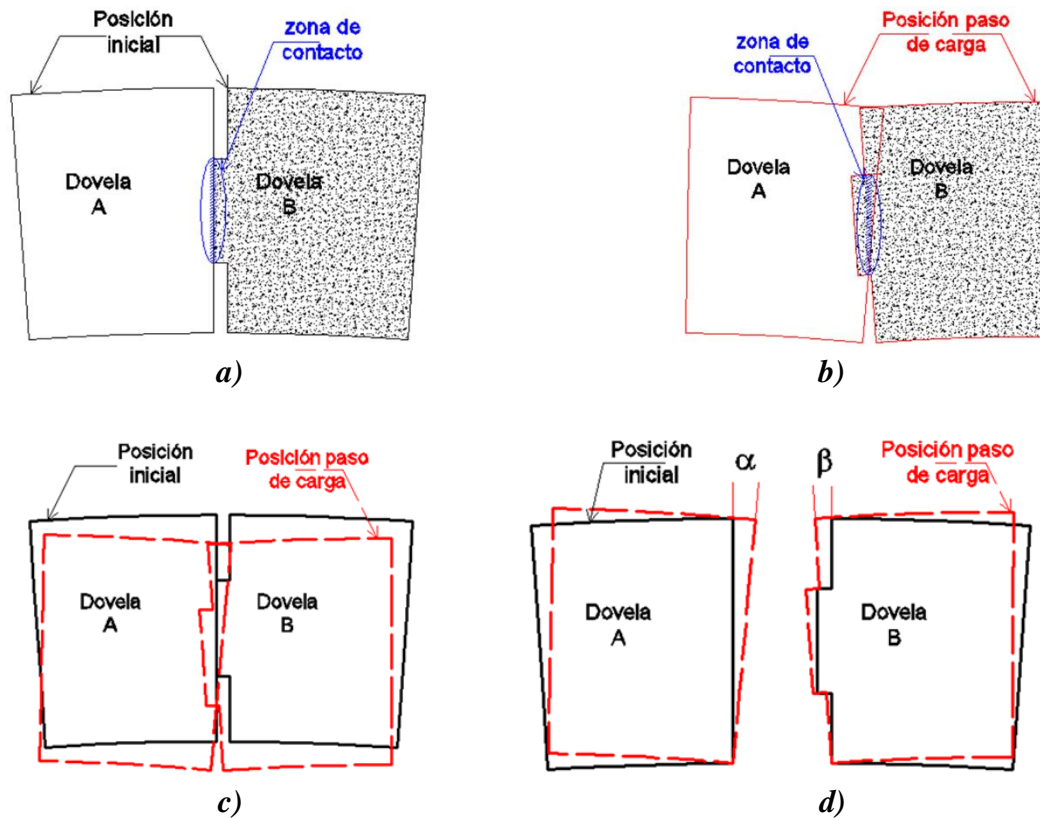 Posición
inicial
zona de
contacto
Dovela
A
Dovela
B
a)
Posición paso
de carga
zona de
contacto
Dovela
A
Dovela
B
b)
Posición
inicial
Posición paso
de carga
Dovela
A
Dovela
B
c)
Posición
inicial
α
β
Posición paso
de carga
Dovela
A
Dovela
B
d)